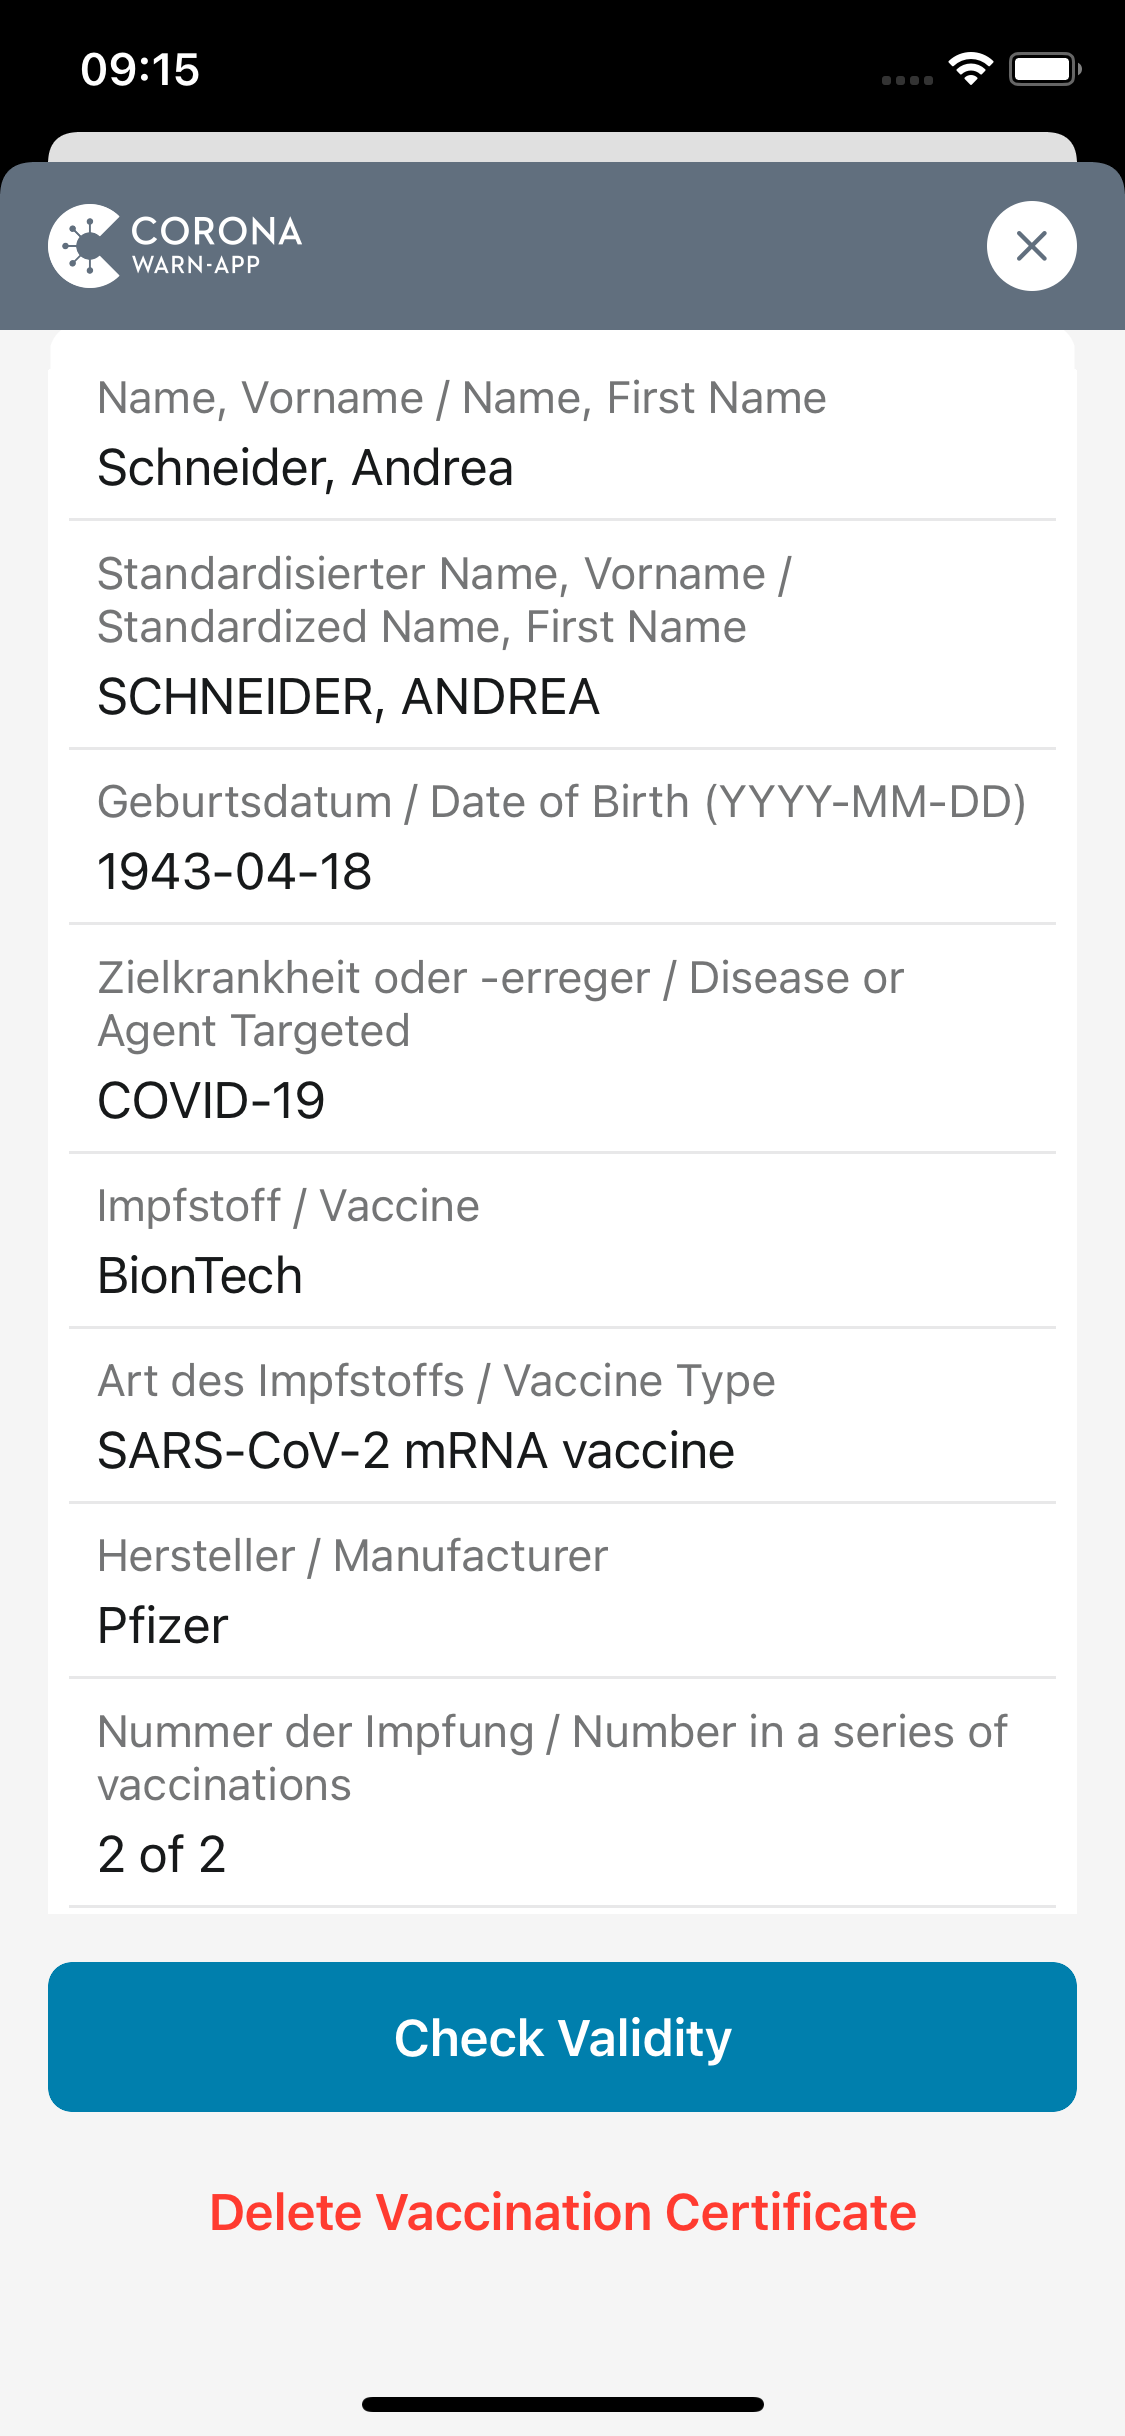 09:15
CORONA
WARN-APP
Name, Vorname / Name, First Name
Schneider, Andrea
Standardisierter Name, Vorname /
Standardized Name, First Name
SCHNEIDER, ANDREA
Geburtsdatum / Date of Birth (YYYY-MM-DD)
1943-04-18
Zielkrankheit oder -erreger / Disease or
Agent Targeted
COVID-19
Impfstoff / Vaccine
BionTech
Art des Impfstoffs / Vaccine Type
SARS-CoV-2 mRNA vaccine
Hersteller / Manufacturer
Pfizer
Nummer der Impfung / Number in a series of
vaccinations
2 of 2
Check Validity
Delete Vaccination Certificate